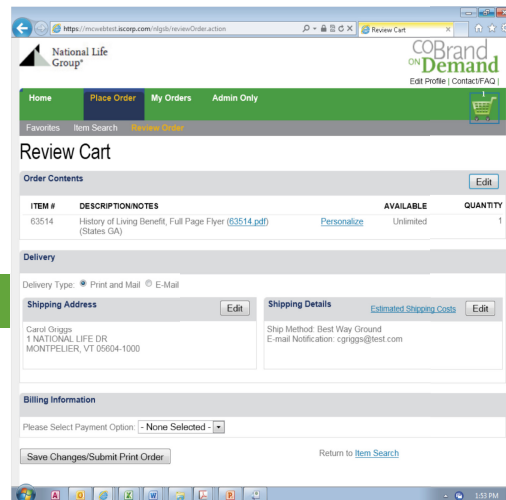 https://mcwebtest.iscorp.com/nlgsib/reviewOrder.action
Review Cart
National Life
Group®
COBrand
ON Demand
Edit Profile | Contact/FAQ |
Home Place Order My Orders Admin Only
1
Favorites Item Search Review Order
Review Cart
Order Contents Edit
ITEM # DESCRIPTION/NOTES AVAILABLE QUANTITY
63514 History of Living Benefit, Full Page Flyer (63514.pdf) Personalize Unlimited 1
(States GA)
Delivery
Delivery Type: Print and Mail E-Mail
Shipping Address Edit
Carol Griggs
1 NATIONAL LIFE DR
MONTPELIER, VT 05604-1000
Shipping Details Estimated Shipping Costs Edit
Ship Method: Best Way Ground
E-mail Notification: cgriggs@test.com
Billing Information
Please Select Payment Option: - None Selected -
Save Changes/Submit Print Order Return to Item Search
1:53 PM